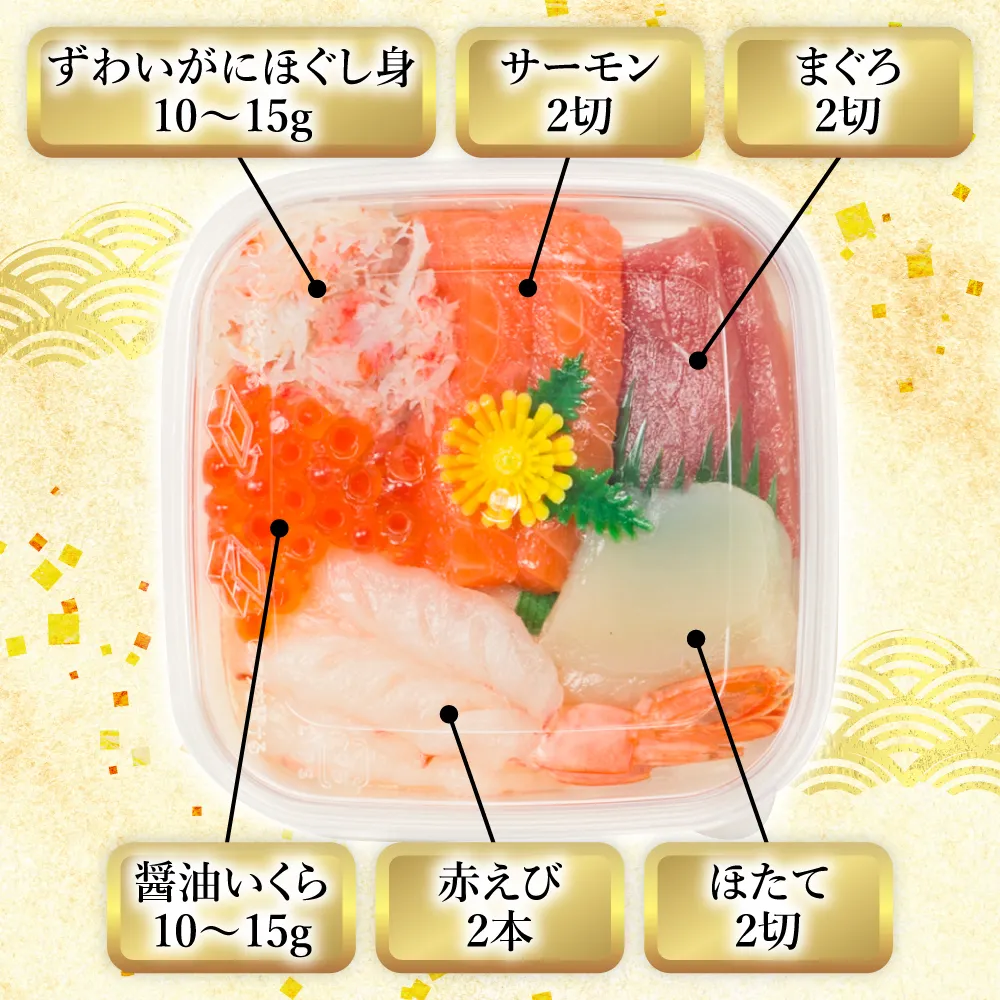 ずわいがにほぐし身
10〜15g
サーモン
2切
まぐろ
2切
醤油いくら
10〜15g
赤えび
2本
ほたて
2切